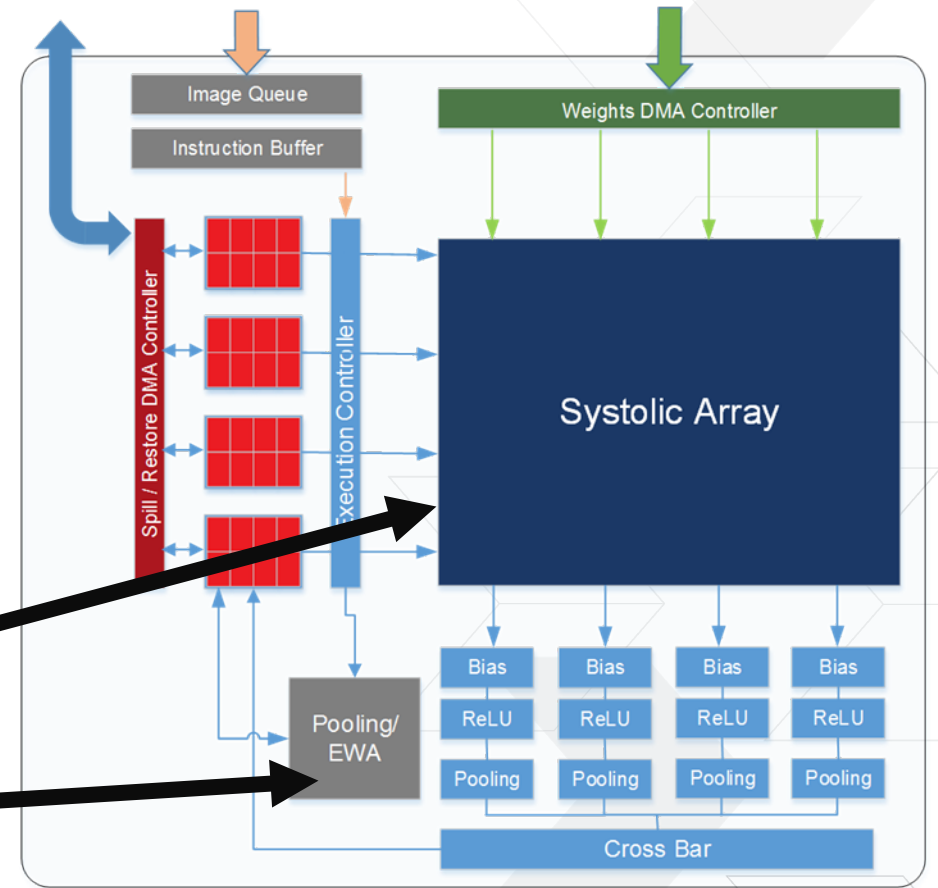 Image Queue
Weights DMA Controller
Instruction Buffer
Spill / Restore DMA Controller
Execution Controller
Systolic Array
Bias
Bias
Bias
Bias
ReLU
ReLU
ReLU
ReLU
Pooling/
EWA
Pooling
Pooling
Pooling
Pooling
Cross Bar